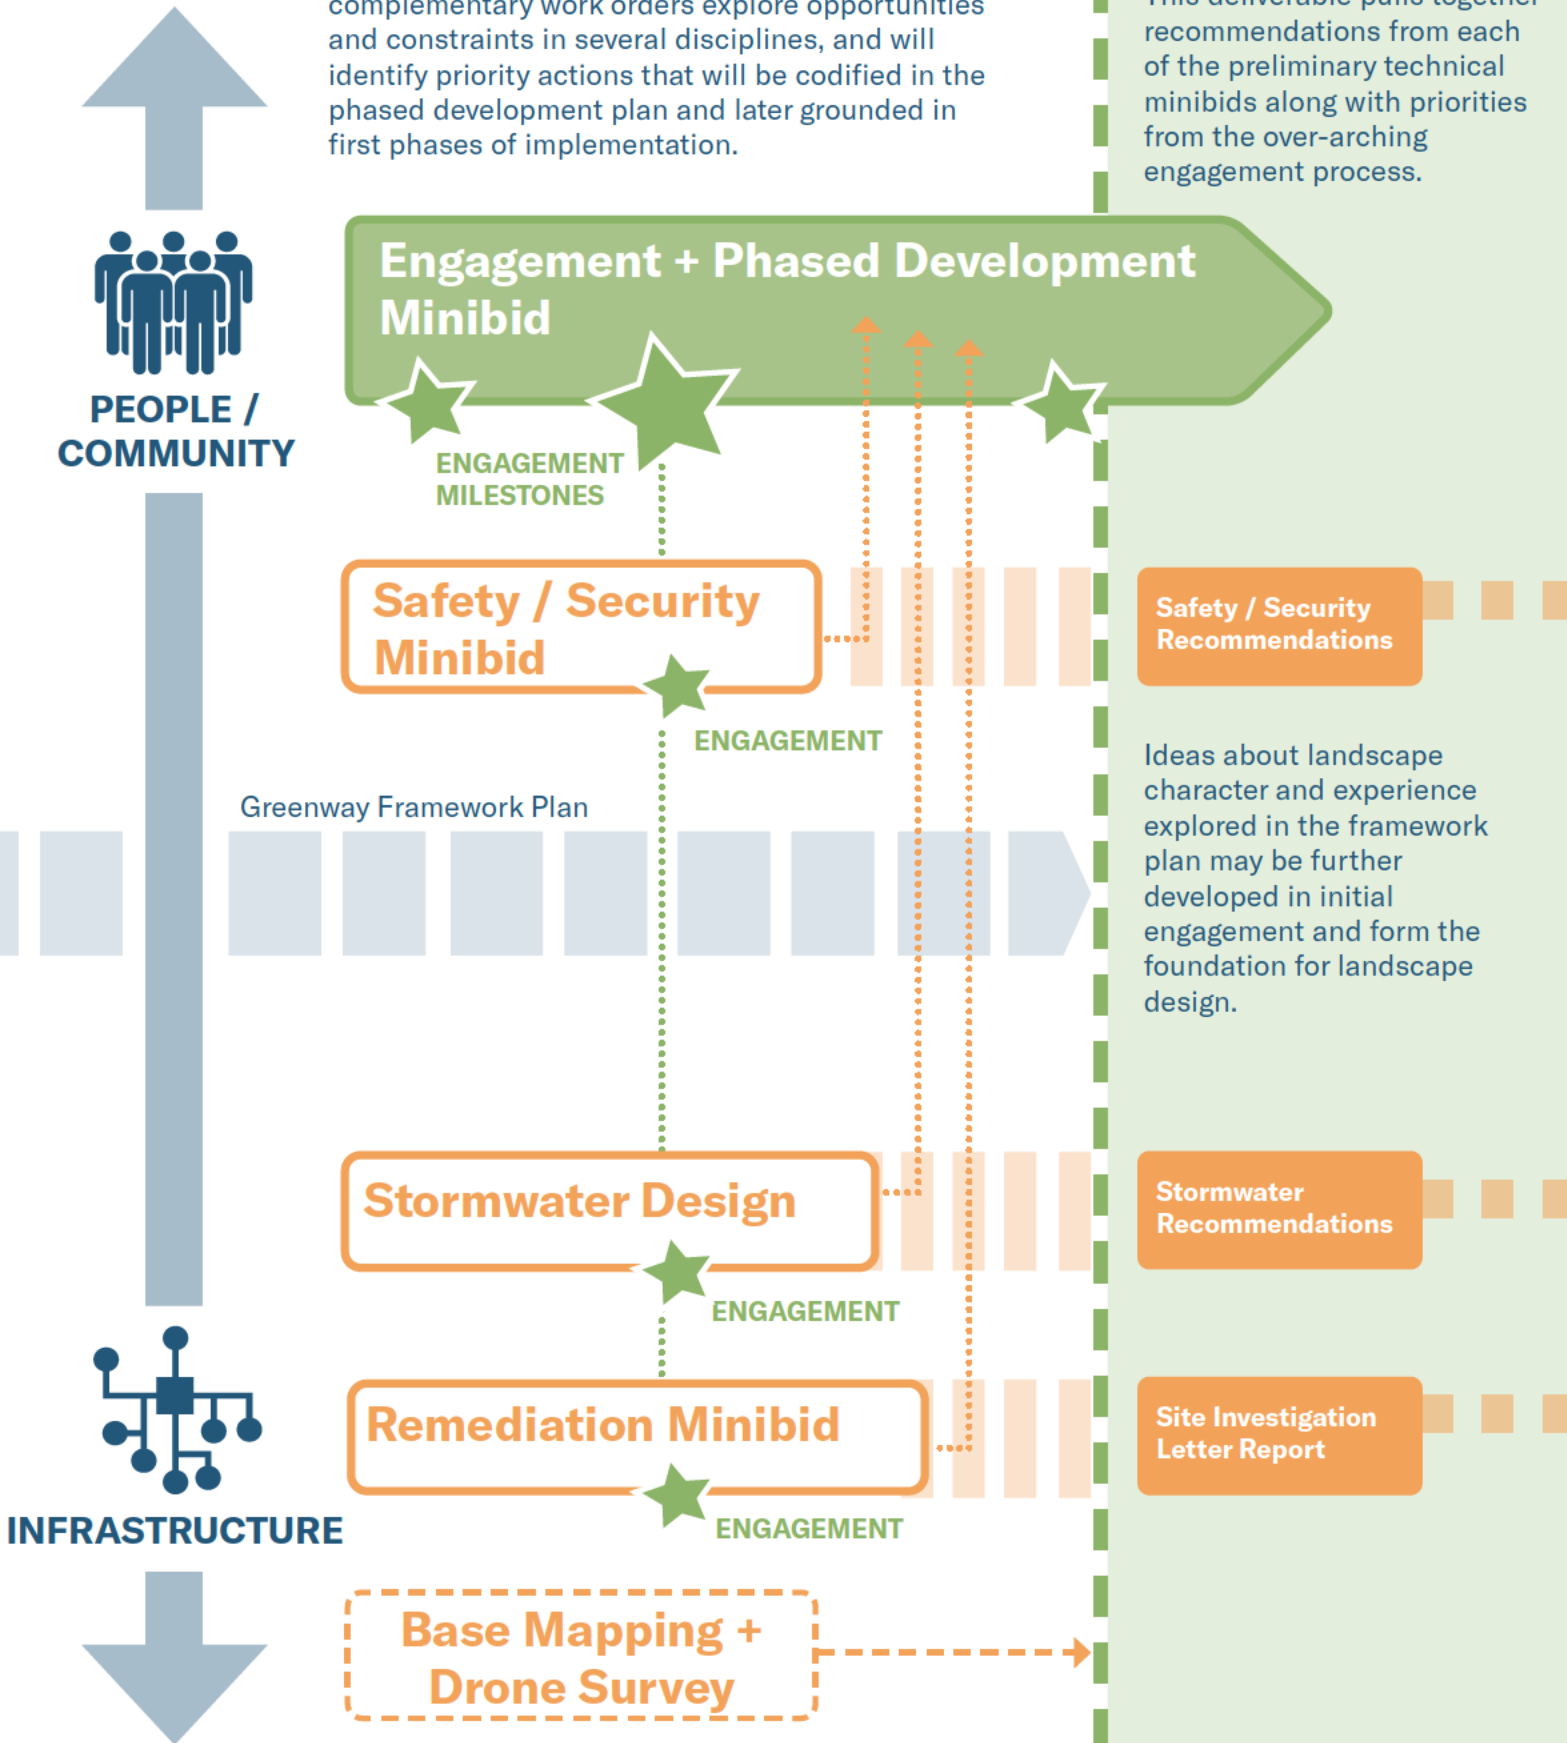 complementary work orders explore opportunities
and constraints in several disciplines, and will
identify priority actions that will be codified in the
phased development plan and later grounded in
first phases of implementation.
This deliverable pulls together
recommendations from each
of the preliminary technical
minibids along with priorities
from the over-arching
engagement process.
Engagement + Phased Development
Minibid
PEOPLE /
COMMUNITY
ENGAGEMENT
MILESTONES
Safety / Security
Minibid
ENGAGEMENT
Safety / Security
Recommendations
Greenway Framework Plan
Ideas about landscape
character and experience
explored in the framework
plan may be further
developed in initial
engagement and form the
foundation for landscape
design.
Stormwater Design
ENGAGEMENT
Stormwater
Recommendations
INFRASTRUCTURE
Remediation Minibid
ENGAGEMENT
Site Investigation
Letter Report
Base Mapping +
Drone Survey